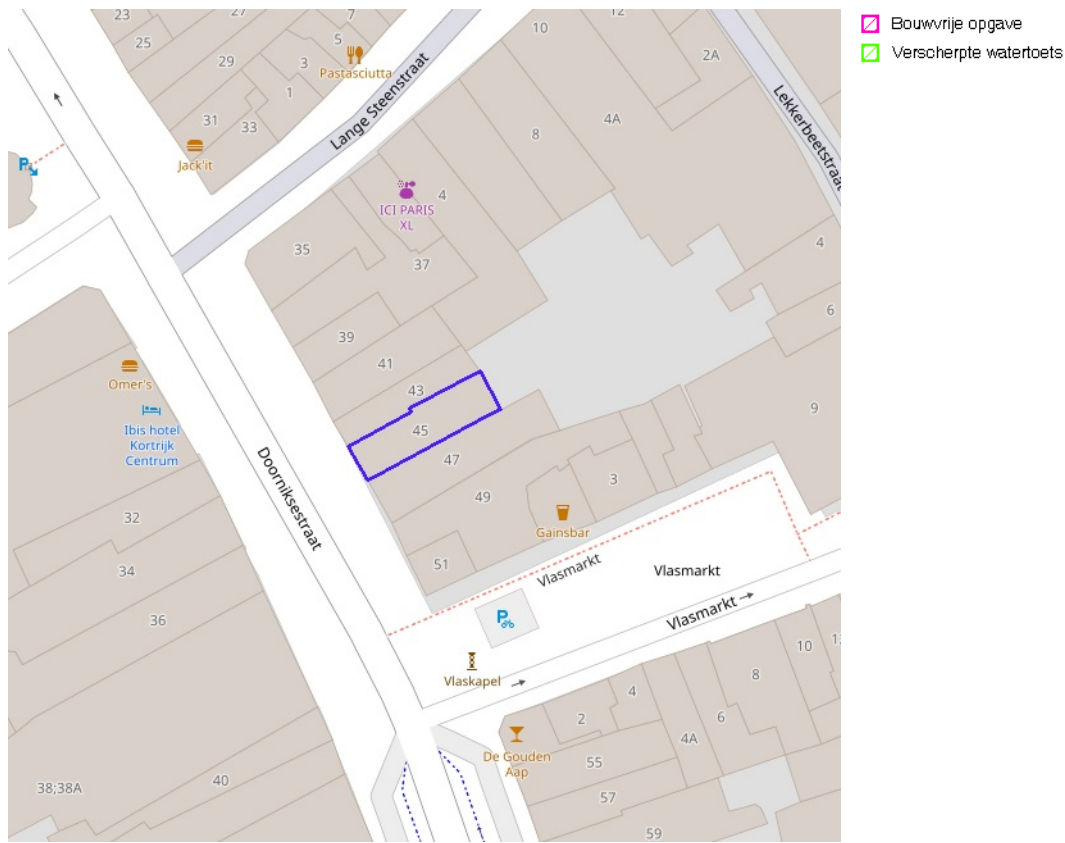 23
27
7
25
5
29
3
Pastasciutta
1
31
33
Jack'it
Lange Steenstraat
10
12
2A
8
4A
Lekkerbeetstraat
P
ICI PARIS
XL
4
35
37
4
6
39
41
43
45
47
49
51
Omer's
Ibis hotel
Kortrijk
Centrum
Doorniksestraat
9
3
Gainsbar
32
34
36
Vlasmarkt
Vlasmarkt
Vlasmarkt
P
Vlaskapel
10
8
4
2
6
4A
De Gouden
Aap
55
57
59
40
38;38A
Bouwvrije opgave
Verscherpte watertoets